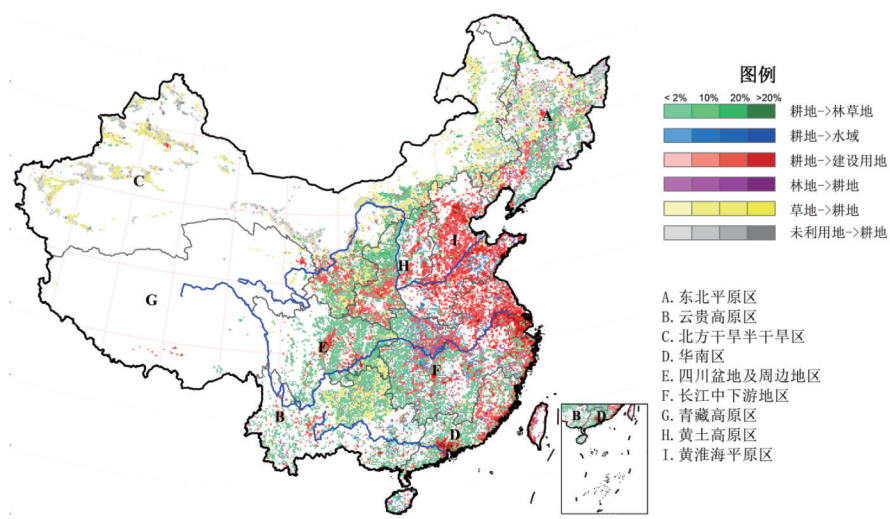 图例
<2% 10% 20% >20%
耕地->林草地
耕地->水域
耕地->建设用地
林地->耕地
草地->耕地
未利用地->耕地
A
C
I
H
G
E
F
B
D
B D
A.东北平原区
B.云贵高原区
C.北方干旱半干旱区
D.华南区
E.四川盆地及周边地区
F.长江中下游地区
G.青藏高原区
H.黄土高原区
I.黄淮海平原区